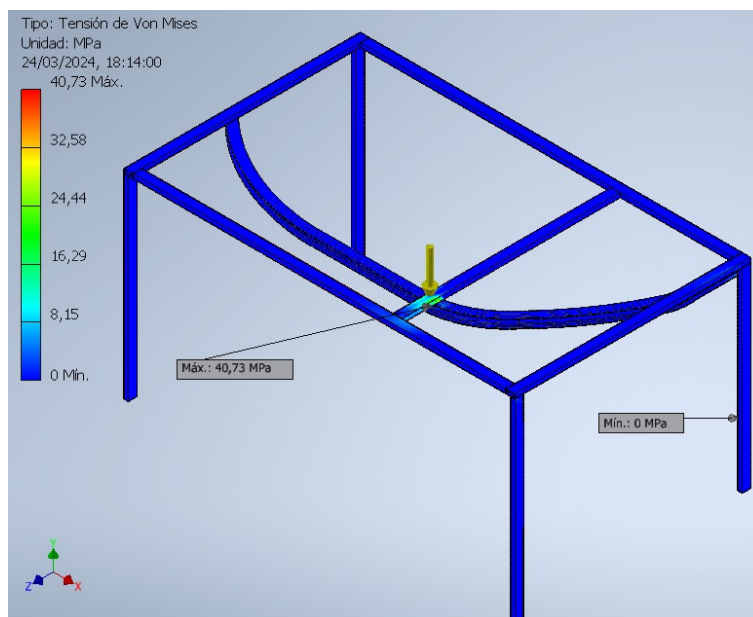 Tipo: Tensión de Von Mises
Unidad: MPa
24/03/2024, 18:14:00
40,73 Máx.
32,58
24,44
16,29
8,15
0 Mín.
Máx.: 40,73 MPa
Mín.: 0 MPa
Y
Z
X